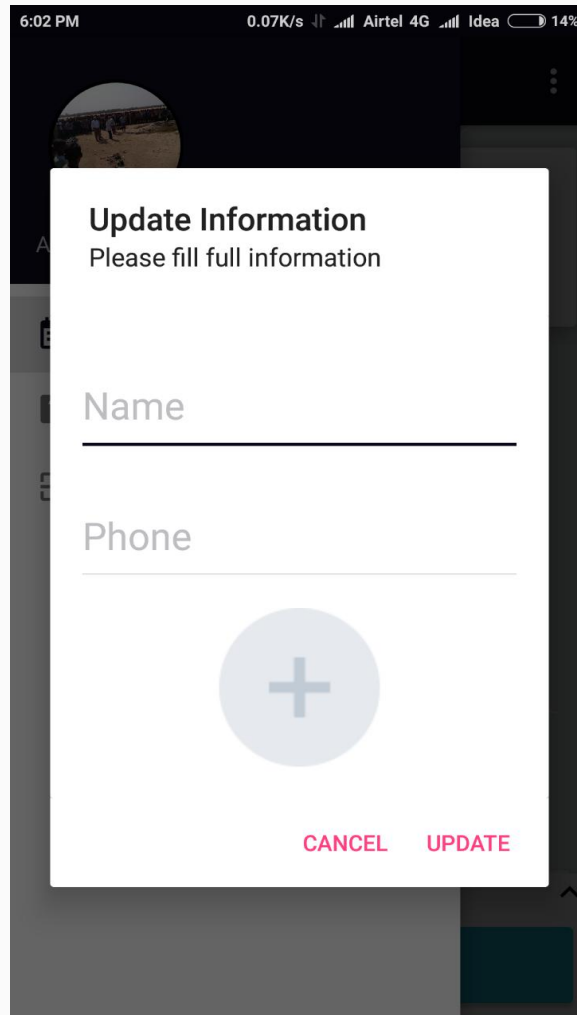 6:02 PM 0.07K/s Airtel 4G Idea 14%
A
Update Information
Please fill full information
Name
Phone
CANCEL UPDATE